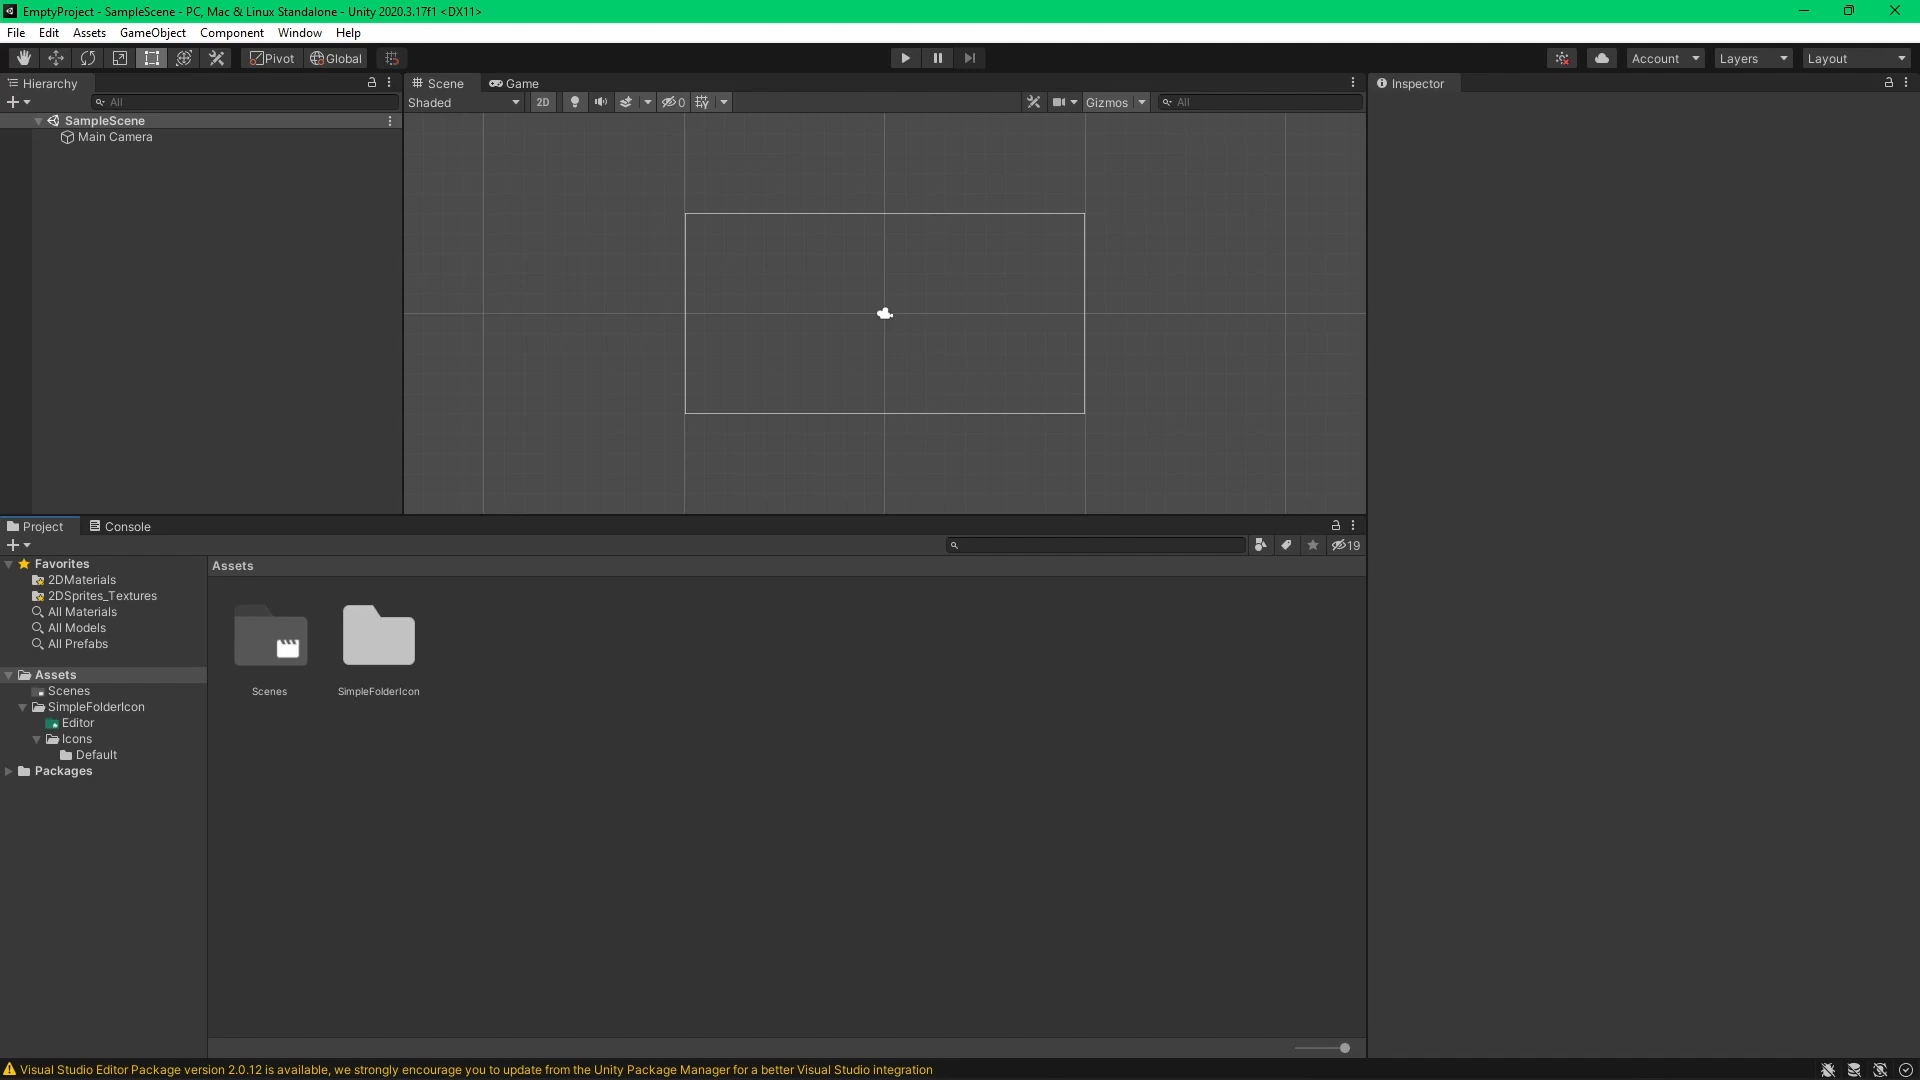 EmptyProject - SampleScene - PC, Mac & Linux Standalone - Unity 2020.3.17f1 <DX11>
File Edit Assets GameObject Component Window Help
Pivot Global Account Layers Layout
Hierarchy
All
SampleScene
Main Camera
Scene Game
Shaded 2D 0 Gizmos All
Inspector
Project Console
19
Favorites
2DMaterials
2DSprites_Textures
All Materials
All Models
All Prefabs
Assets
Scenes
SimpleFolderIcon
Editor
Icons
Default
Packages
Assets
Scenes
SimpleFolderIcon
Visual Studio Editor Package version 2.0.12 is available, we strongly encourage you to update from the Unity Package Manager for a better Visual Studio integration